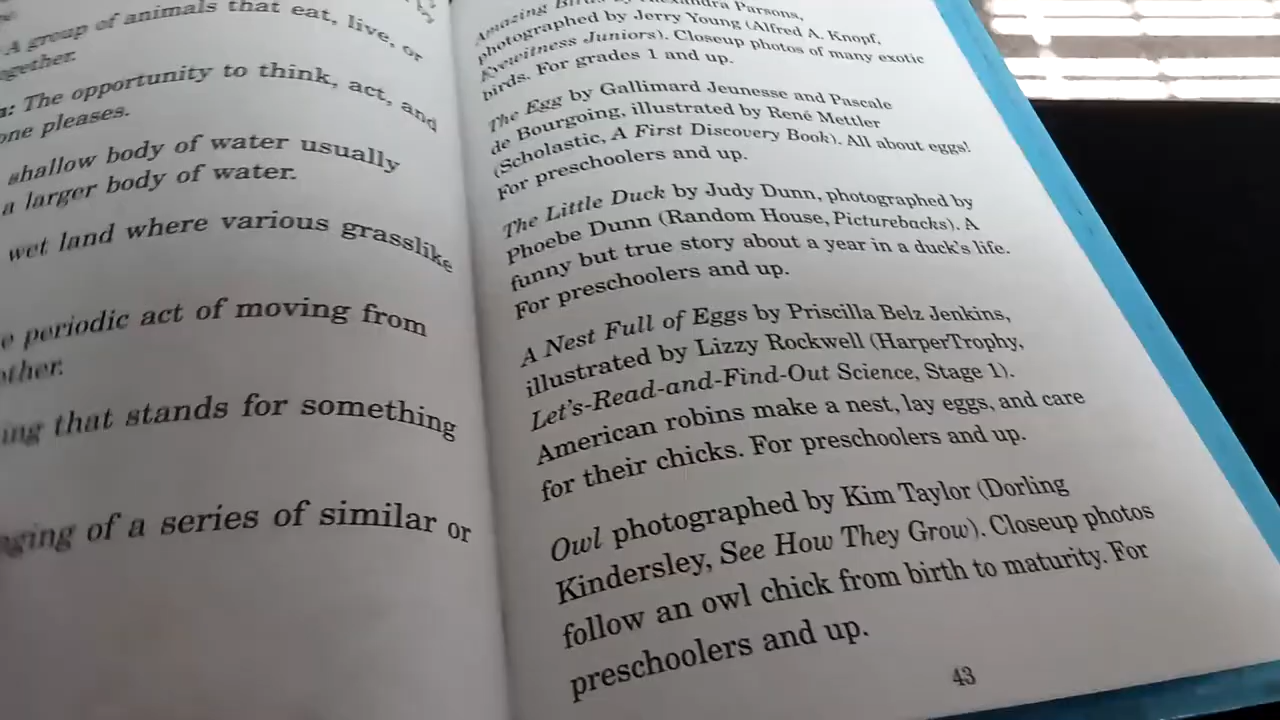 A group of animals that eat, live, or
together.
The opportunity to think, act, and
one pleases.
shallow body of water usually
a larger body of water.
wet land where various grasslike
periodic act of moving from
that stands for something
of a series of similar or
Amazing Parsons,
photographed by Jerry Young (Alfred A. Knopf,
Eyewitness Juniors). Closeup photos of many exotic
birds. For grades 1 and up.
The Egg by Gallimard Jeunesse and Pascale
de Bourgoing, illustrated by René Mettler
(Scholastic, A First Discovery Book). All about eggs!
For preschoolers and up.
The Little Duck by Judy Dunn, photographed by
Phoebe Dunn (Random House, Picturebacks). A
funny but true story about a year in a duck's life.
For preschoolers and up.
A Nest Full of Eggs by Priscilla Belz Jenkins,
illustrated by Lizzy Rockwell (HarperTrophy,
Let's-Read-and-Find-Out Science, Stage 1).
American robins make a nest, lay eggs, and care
for their chicks. For preschoolers and up.
Owl photographed by Kim Taylor (Dorling
Kindersley, See How They Grow). Closeup photos
follow an owl chick from birth to maturity. For
preschoolers and up.
43